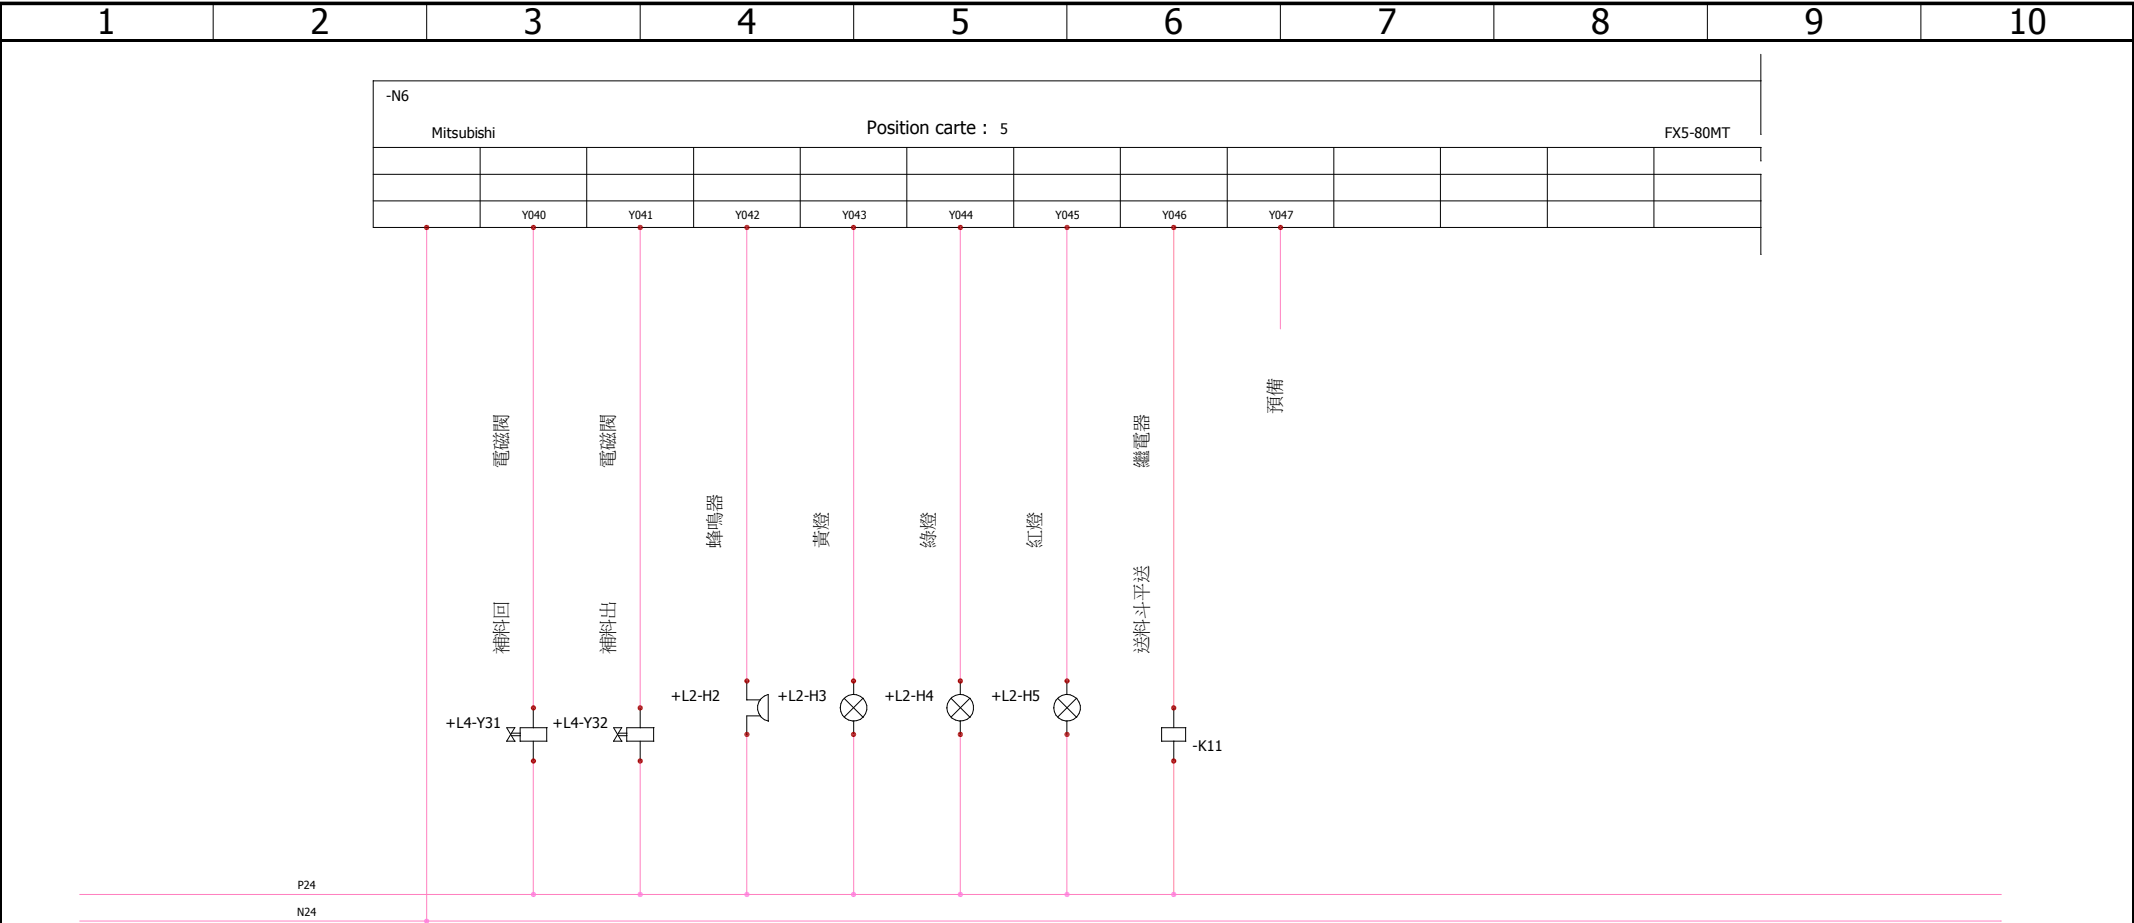 1 2 3 4 5 6 7 8 9 10
-N6
Mitsubishi Position carte : 5 FX5-80MT
Y040 Y041 Y042 Y043 Y044 Y045 Y046 Y047
預備
電磁閥 電磁閥 繼電器
蜂鳴器 黃燈 綠燈 紅燈
補料回 補料出 送料斗平送
+L2-H2 +L2-H3 +L2-H4 +L2-H5
+L4-Y31 +L4-Y32
-K11
P24
N24